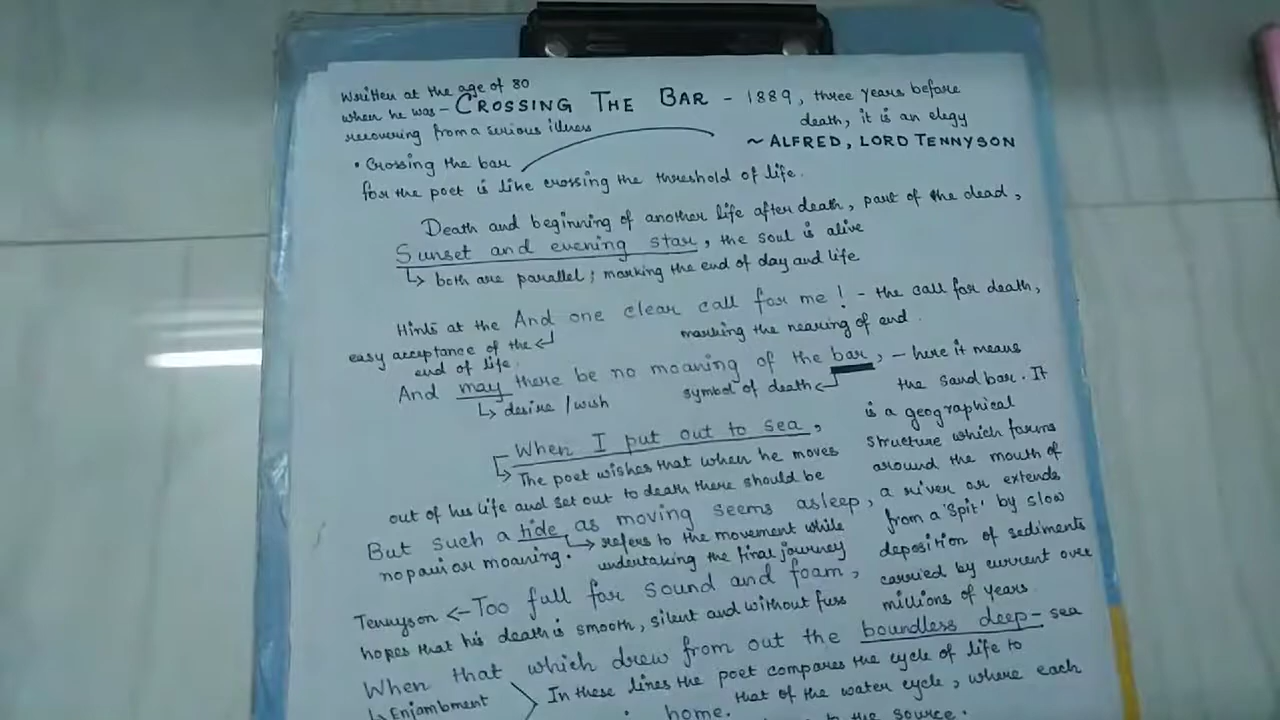 Written at the age of 80
when he was – CROSSING THE BAR – 1889, three years before
recovering from a serious illness death, it is an elegy
~ ALFRED, LORD TENNYSON
• Crossing the bar
for the poet is like crossing the threshold of life.
Death and beginning of another life after death, part of the dead,
Sunset and evening star, the soul is alive
↳ both are parallel; marking the end of day and life
Hints at the And one clear call for me! – the call for death,
easy acceptance of the marking the nearing of end.
end of life.
And may there be no moaning of the bar, – here it means
↳ desire / wish symbol of death the sand bar. It
is a geographical
When I put out to sea, structure which forms
↳ The poet wishes that when he moves around the mouth of
out of his life and set out to death there should be a river or extends
But such a tide as moving seems asleep, from a 'spit' by slow
no pain or moaning. ↳ refers to the movement while deposition of sediments
undertaking the final journey carried by current over
Tennyson ← Too full for sound and foam, millions of years.
hopes that his death is smooth, silent and without fuss
When that which drew from out the boundless deep – sea
↳ Enjambment In these lines the poet compares the cycle of life to
that of the water cycle, where each
home. to the source.